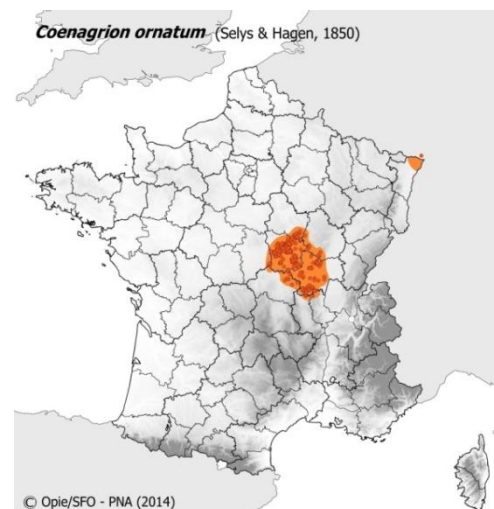 Coenagrion ornatum (Selys & Hagen, 1850)
© Opie/SFO - PNA (2014)